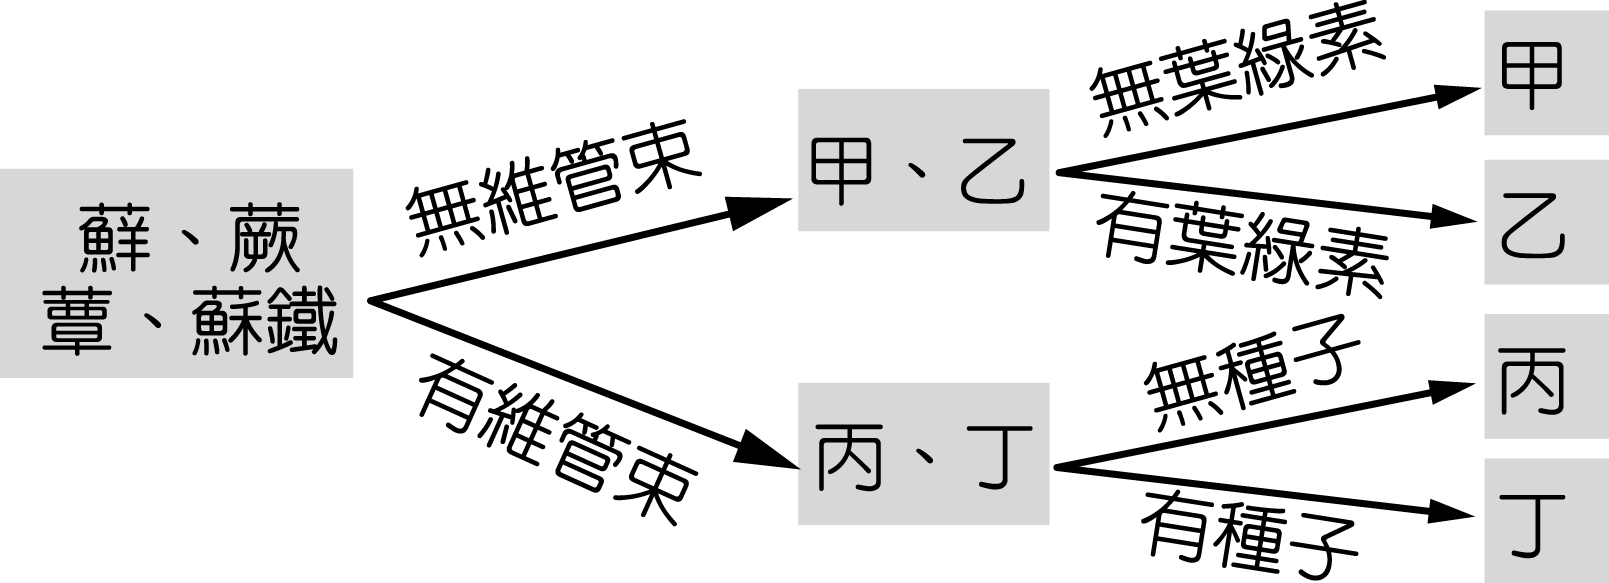 蘚、蕨
蕈、蘇鐵
無維管束
有維管束
甲、乙
丙、丁
無葉綠素
有葉綠素
無種子
有種子
甲
乙
丙
丁